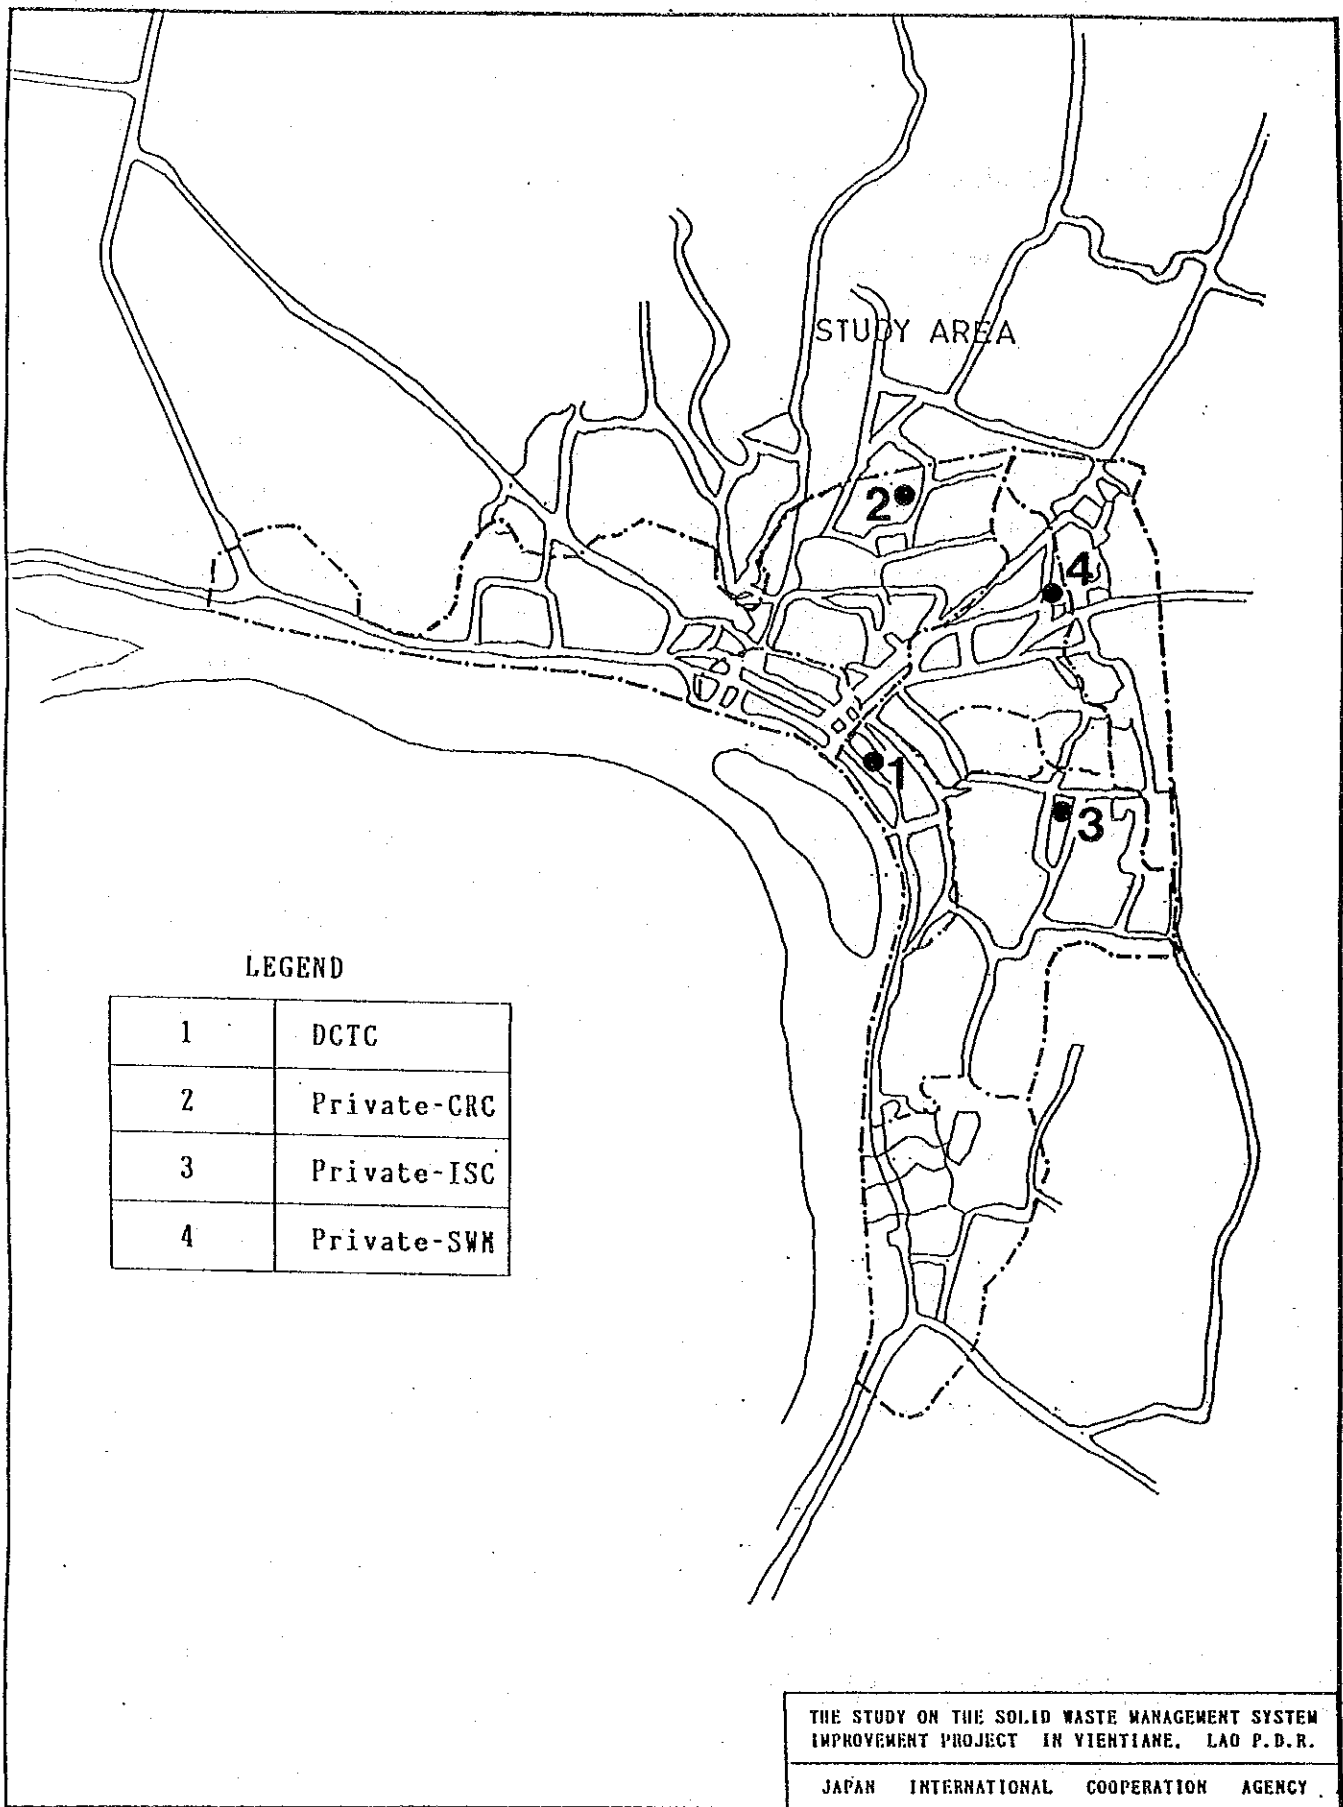 STUDY AREA
2
4
1
3
LEGEND
1 DCTC
2 Private-CRC
3 Private-ISC
4 Private-SWM
THE STUDY ON THE SOLID WASTE MANAGEMENT SYSTEM
IMPROVEMENT PROJECT IN VIENTIANE. LAO P.D.R.
JAPAN INTERNATIONAL COOPERATION AGENCY